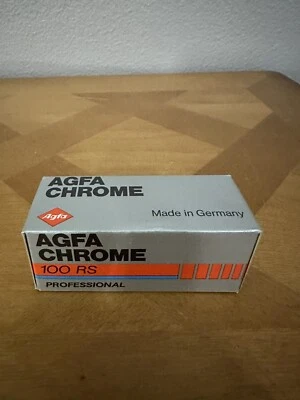 AGFA
CHROME
Agfa
Made in Germany
AGFA
CHROME
100 RS
PROFESSIONAL